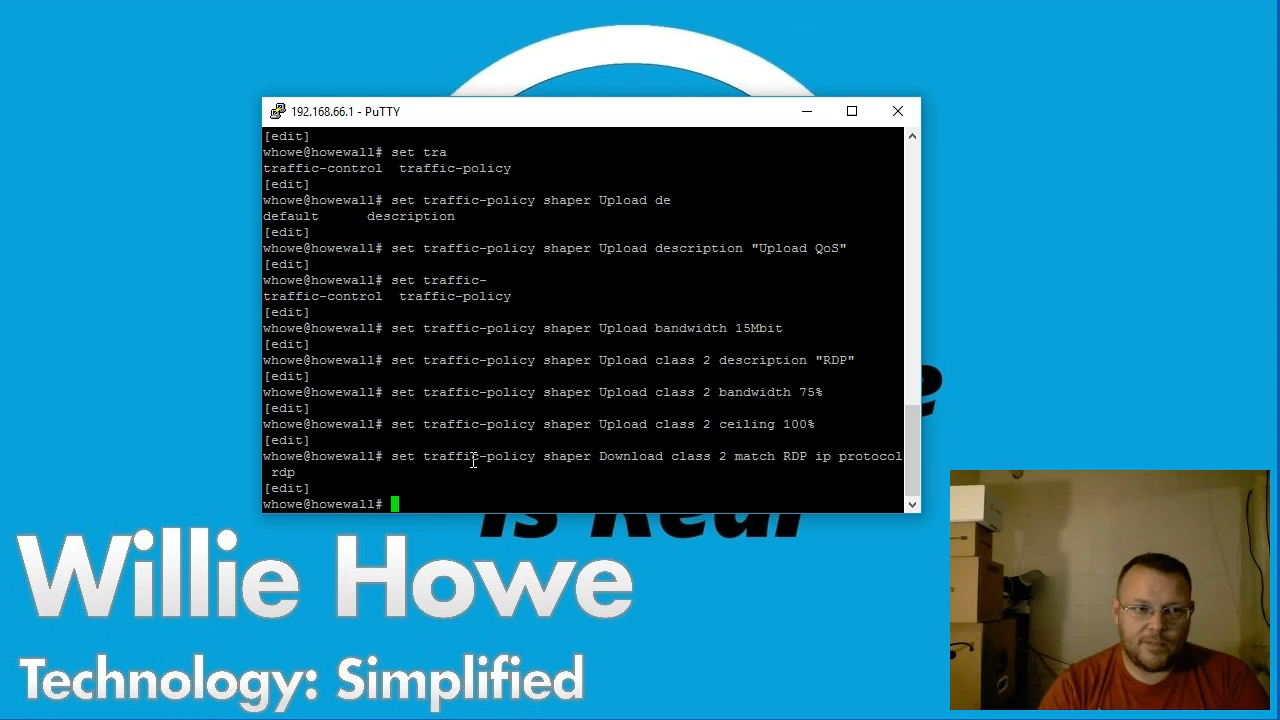 192.168.66.1 - PuTTY
[edit]
whowe@howewall# set tra
traffic-control  traffic-policy
[edit]
whowe@howewall# set traffic-policy shaper Upload de
default      description
[edit]
whowe@howewall# set traffic-policy shaper Upload description "Upload QoS"
[edit]
whowe@howewall# set traffic-
traffic-control  traffic-policy
[edit]
whowe@howewall# set traffic-policy shaper Upload bandwidth 15Mbit
[edit]
whowe@howewall# set traffic-policy shaper Upload class 2 description "RDP"
[edit]
whowe@howewall# set traffic-policy shaper Upload class 2 bandwidth 75%
[edit]
whowe@howewall# set traffic-policy shaper Upload class 2 ceiling 100%
[edit]
whowe@howewall# set traffic-policy shaper Download class 2 match RDP ip protocol
rdp
[edit]
whowe@howewall#
is Real
Willie Howe
Technology: Simplified